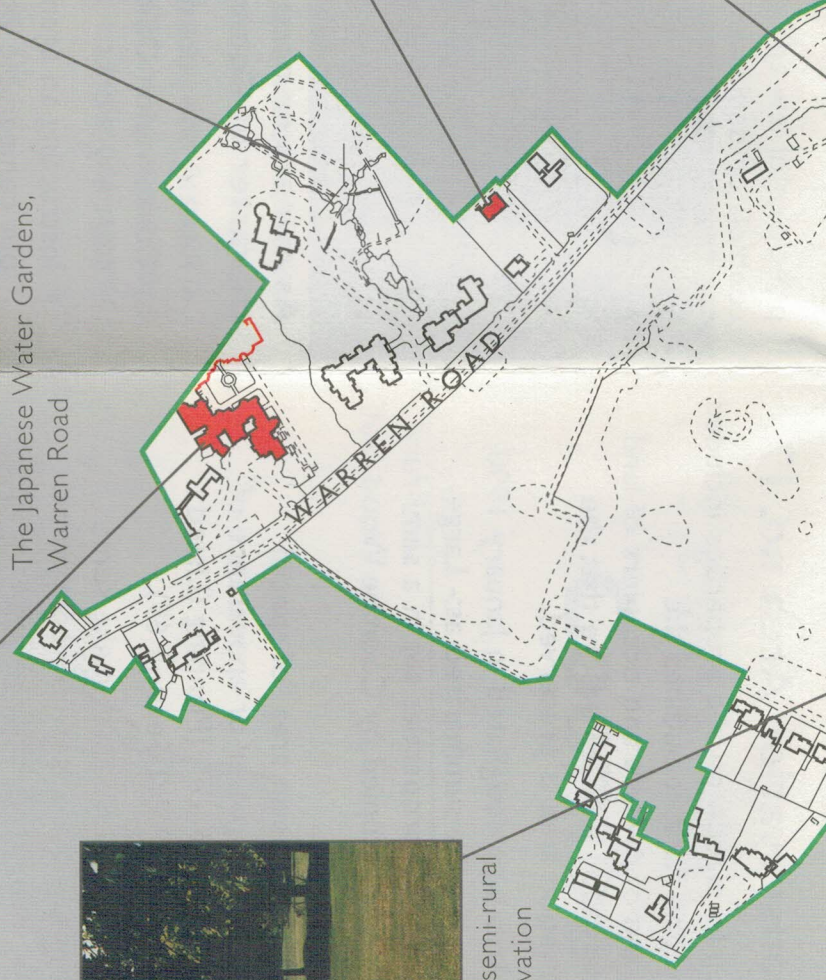 The Japanese Water Gardens,
Warren Road
WARREN ROAD
semi-rural
vation